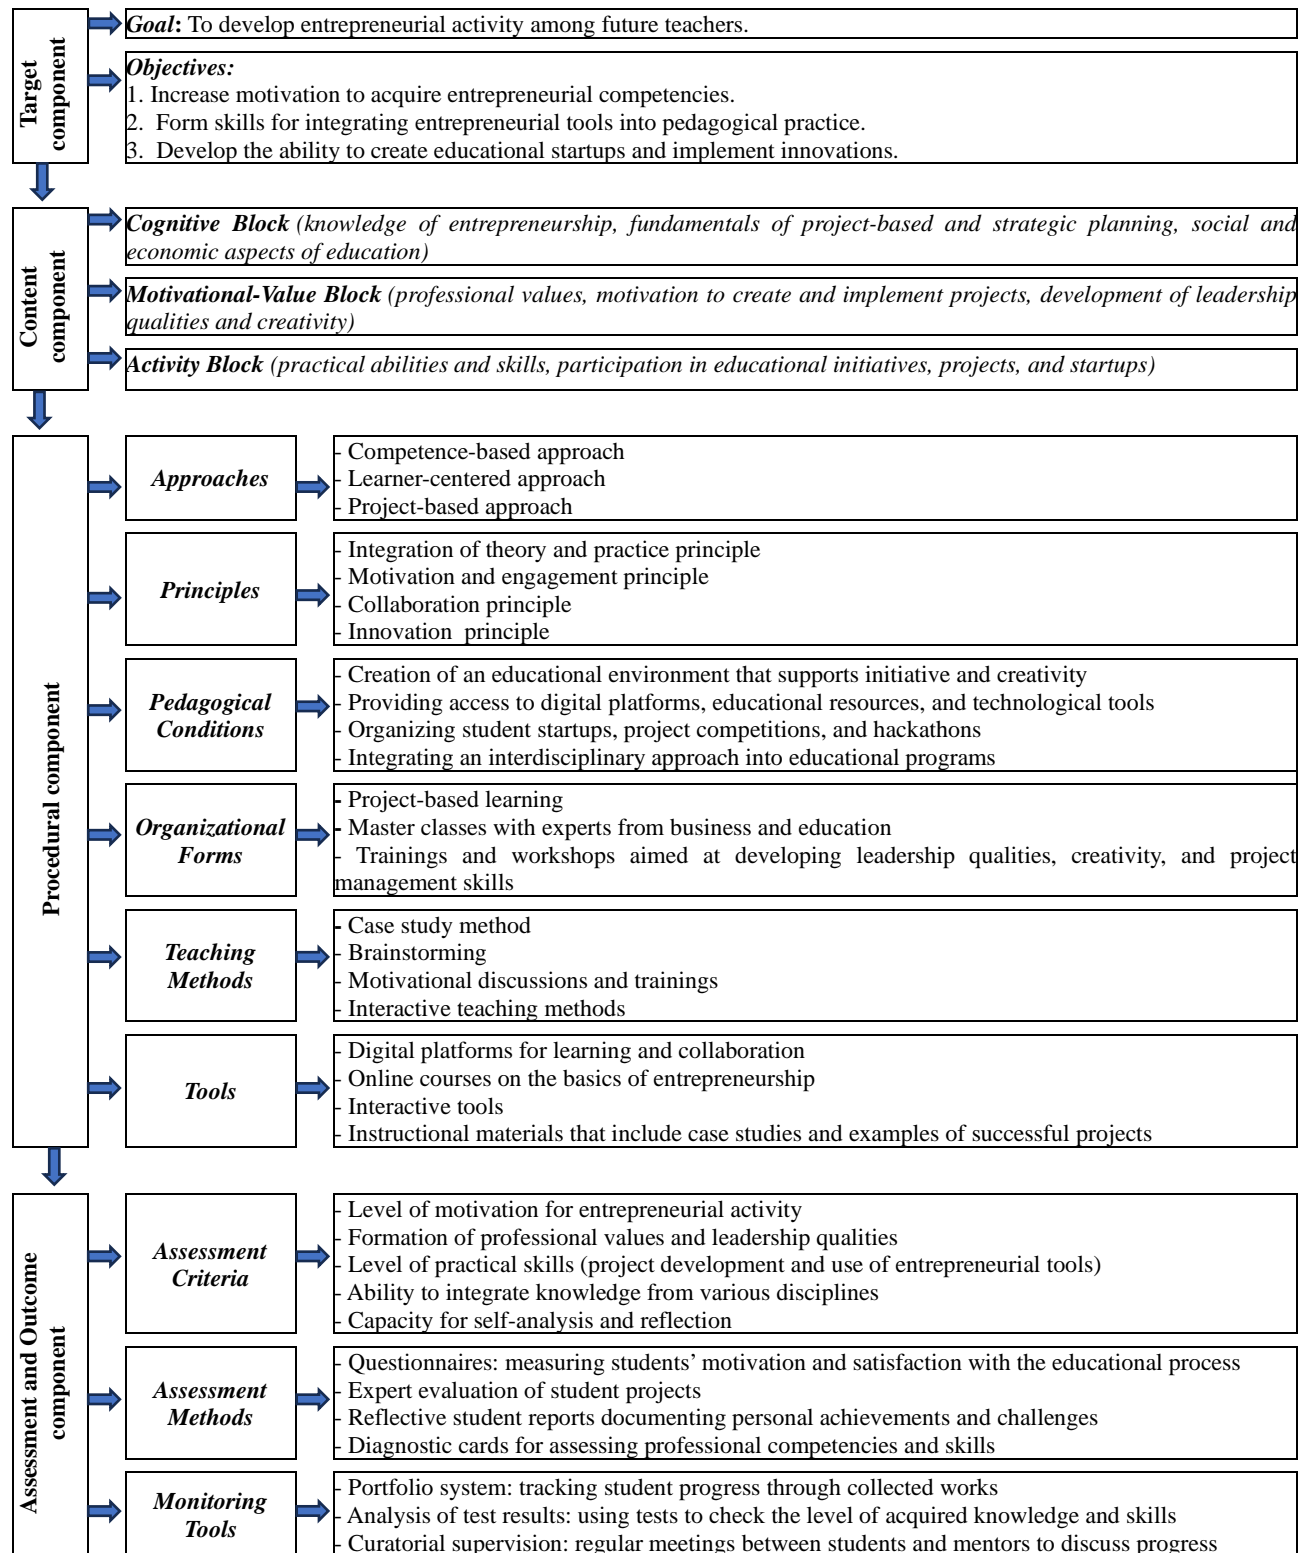 Target
component
Goal: To develop entrepreneurial activity among future teachers.
Objectives:
1. Increase motivation to acquire entrepreneurial competencies.
2.  Form skills for integrating entrepreneurial tools into pedagogical practice.
3.  Develop the ability to create educational startups and implement innovations.
Content
component
Cognitive Block (knowledge of entrepreneurship, fundamentals of project-based and strategic planning, social and
economic aspects of education)
Motivational-Value Block (professional values, motivation to create and implement projects, development of leadership
qualities and creativity)
Activity Block (practical abilities and skills, participation in educational initiatives, projects, and startups)
Procedural component
Approaches
- Competence-based approach
- Learner-centered approach
- Project-based approach
Principles
- Integration of theory and practice principle
- Motivation and engagement principle
- Collaboration principle
- Innovation  principle
Pedagogical
Conditions
- Creation of an educational environment that supports initiative and creativity
- Providing access to digital platforms, educational resources, and technological tools
- Organizing student startups, project competitions, and hackathons
- Integrating an interdisciplinary approach into educational programs
Organizational
Forms
- Project-based learning
- Master classes with experts from business and education
- Trainings and workshops aimed at developing leadership qualities, creativity, and project
management skills
Teaching
Methods
- Case study method
- Brainstorming
- Motivational discussions and trainings
- Interactive teaching methods
Tools
- Digital platforms for learning and collaboration
- Online courses on the basics of entrepreneurship
- Interactive tools
- Instructional materials that include case studies and examples of successful projects
Assessment and Outcome
component
Assessment
Criteria
- Level of motivation for entrepreneurial activity
- Formation of professional values and leadership qualities
- Level of practical skills (project development and use of entrepreneurial tools)
- Ability to integrate knowledge from various disciplines
- Capacity for self-analysis and reflection
Assessment
Methods
- Questionnaires: measuring students’ motivation and satisfaction with the educational process
- Expert evaluation of student projects
- Reflective student reports documenting personal achievements and challenges
- Diagnostic cards for assessing professional competencies and skills
Monitoring
Tools
- Portfolio system: tracking student progress through collected works
- Analysis of test results: using tests to check the level of acquired knowledge and skills
- Curatorial supervision: regular meetings between students and mentors to discuss progress